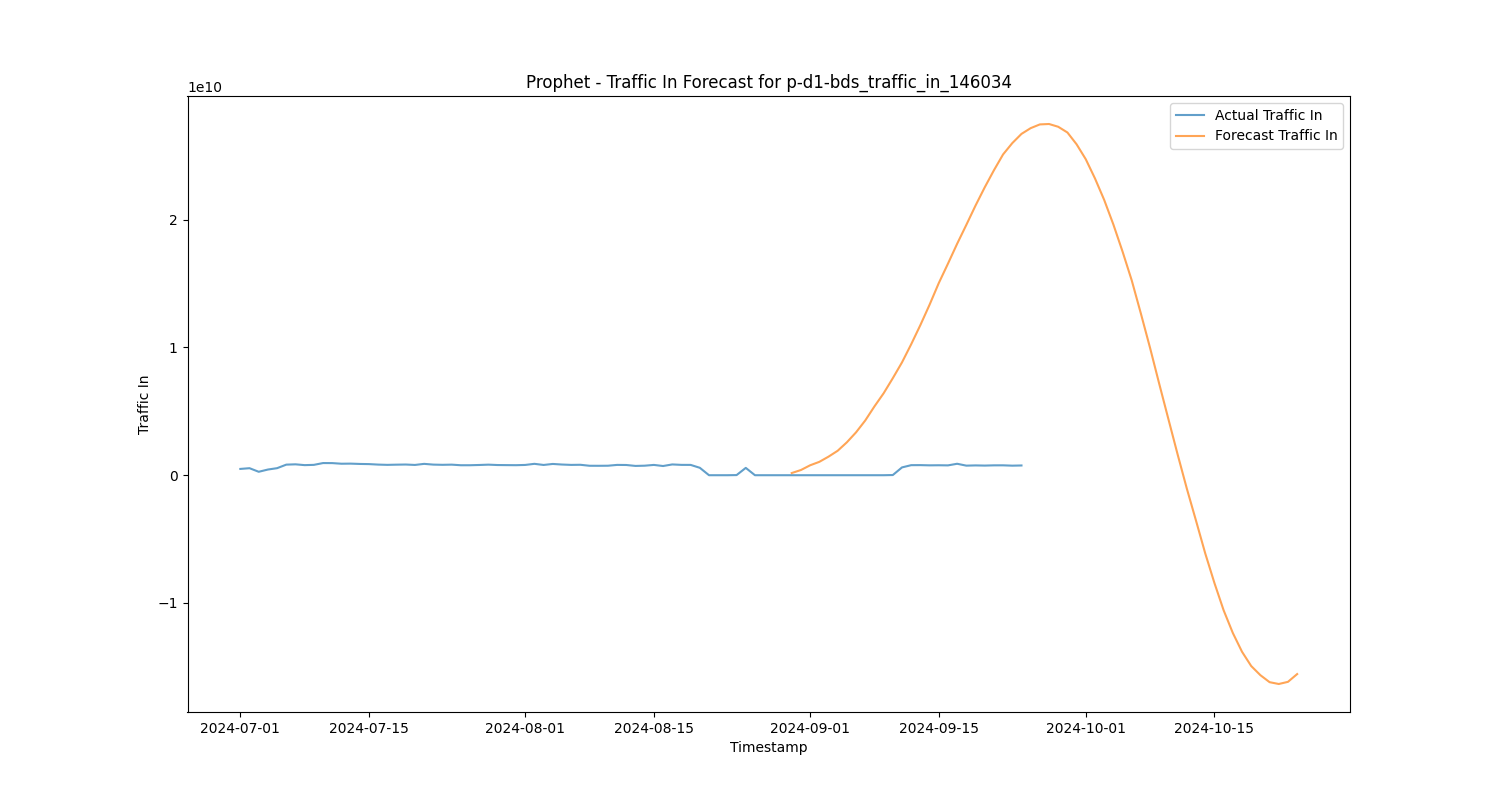 Prophet - Traffic In Forecast for p-d1-bds_traffic_in_146034
1e10
Actual Traffic In
Forecast Traffic In
2
1
0
−1
Traffic In
2024-07-01 2024-07-15 2024-08-01 2024-08-15 2024-09-01 2024-09-15 2024-10-01 2024-10-15
Timestamp